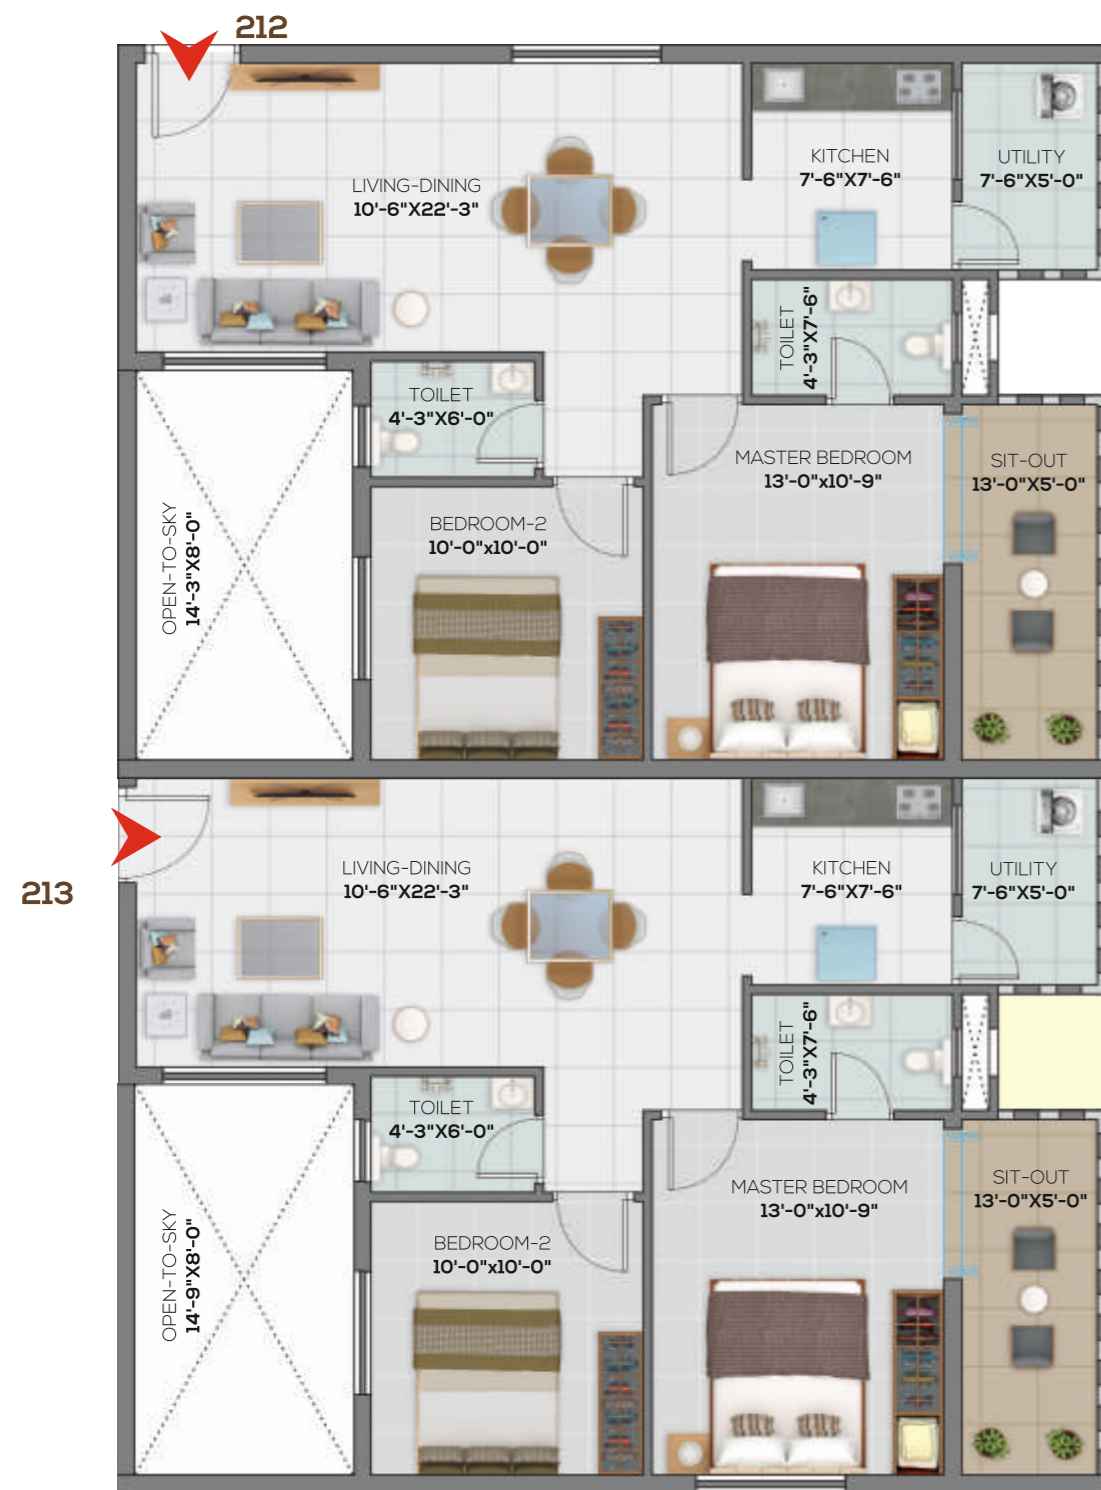 212
LIVING-DINING
10'-6"X22'-3"
KITCHEN
7'-6"X7'-6"
UTILITY
7'-6"X5'-0"
TOILET
4'-3"X7'-6"
TOILET
4'-3"X6'-0"
MASTER BEDROOM
13'-0"x10'-9"
SIT-OUT
13'-0"X5'-0"
OPEN-TO-SKY
14'-3"X8'-0"
BEDROOM-2
10'-0"x10'-0"
213
LIVING-DINING
10'-6"X22'-3"
KITCHEN
7'-6"X7'-6"
UTILITY
7'-6"X5'-0"
TOILET
4'-3"X7'-6"
TOILET
4'-3"X6'-0"
MASTER BEDROOM
13'-0"x10'-9"
SIT-OUT
13'-0"X5'-0"
OPEN-TO-SKY
14'-9"X8'-0"
BEDROOM-2
10'-0"x10'-0"